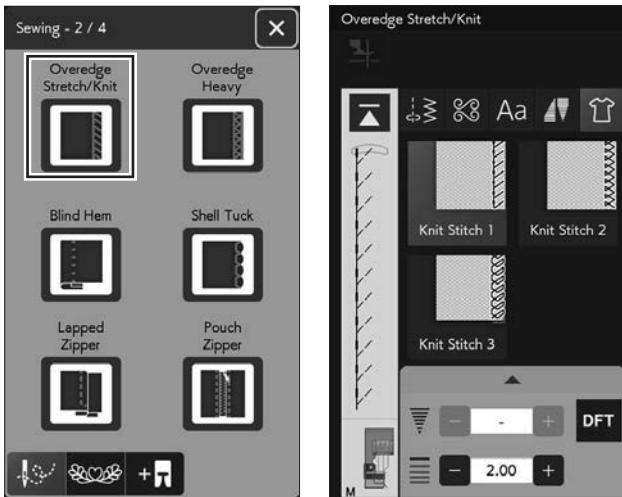 Sewing - 2 / 4
Overedge
Stretch/Knit
Overedge
Heavy
Blind Hem
Shell Tuck
Lapped
Zipper
Pouch
Zipper
Overedge Stretch/Knit
Aa
Knit Stitch 1
Knit Stitch 2
Knit Stitch 3
-
DFT
2.00
M